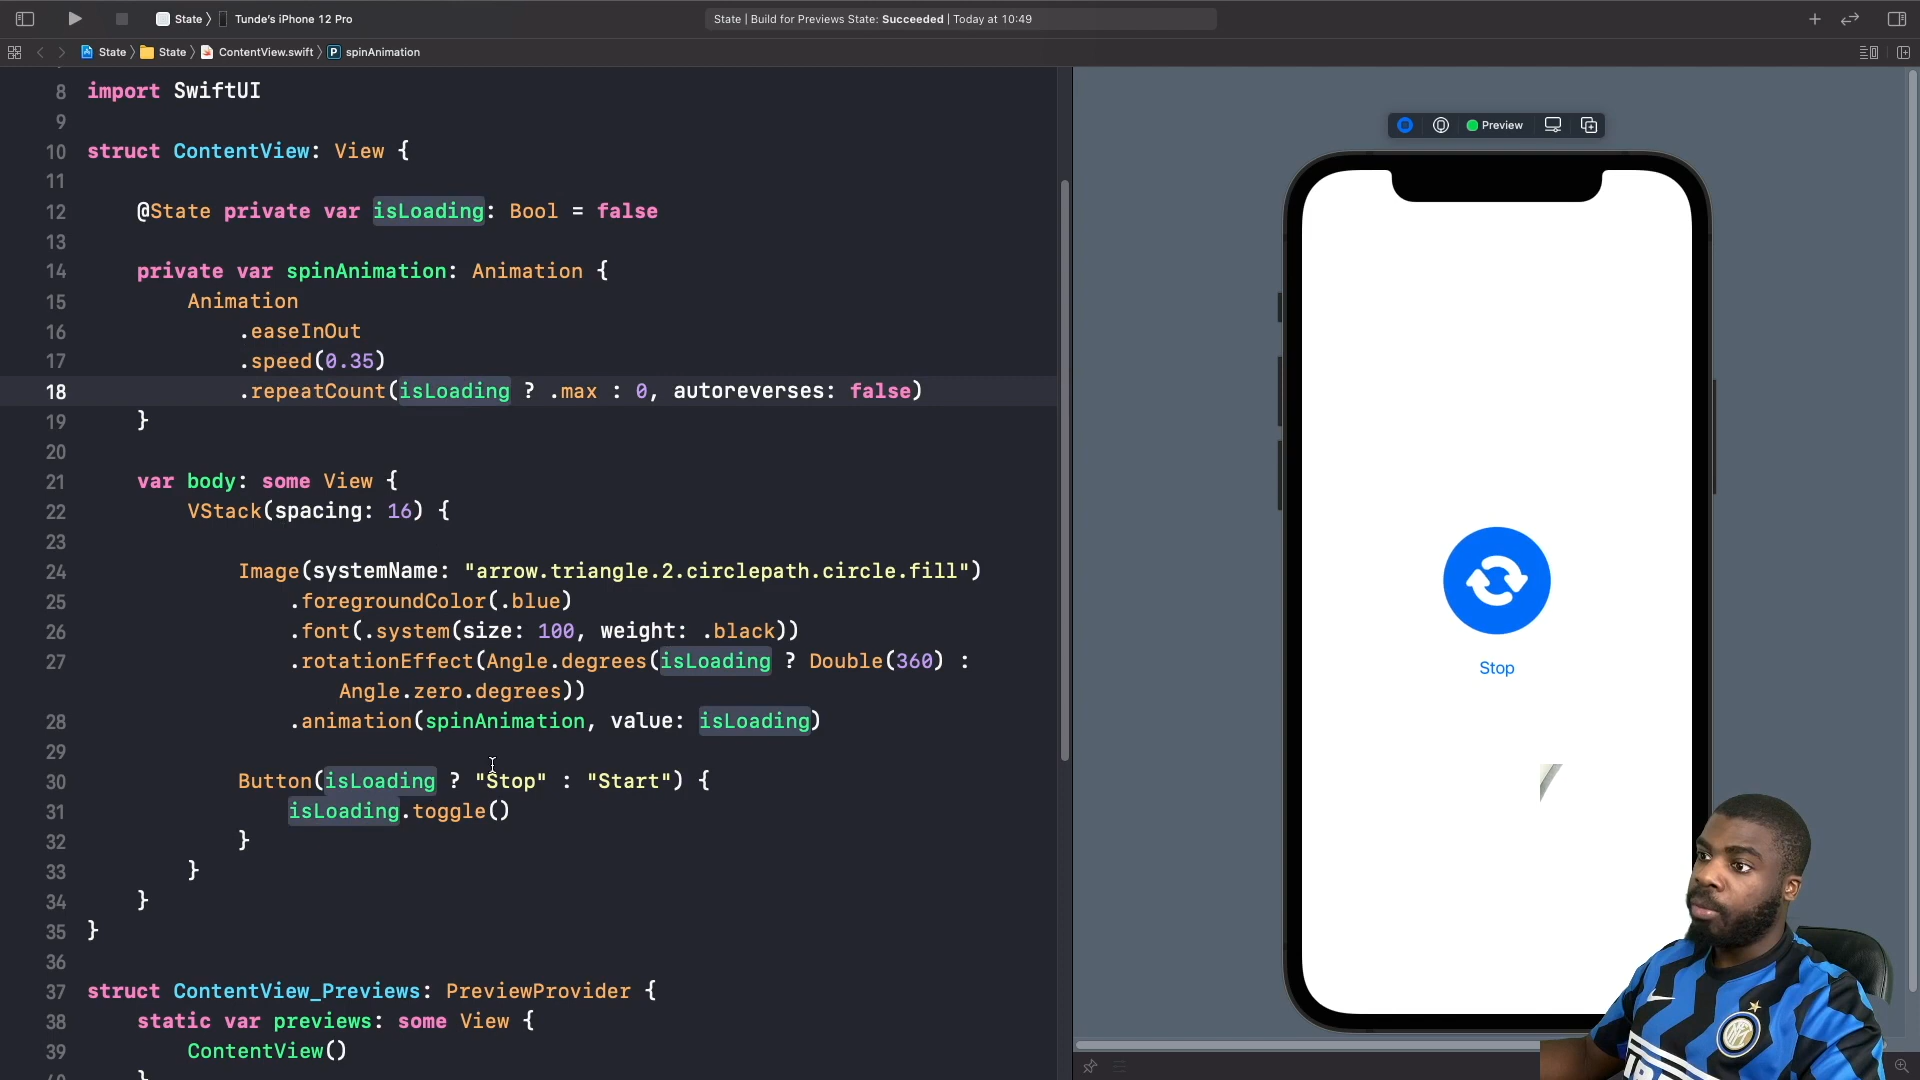 State
Tunde's iPhone 12 Pro
State | Build for Previews State: Succeeded | Today at 10:49
State
State
ContentView.swift
P
spinAnimation
8 import SwiftUI
9
10 struct ContentView: View {
11
12 @State private var isLoading: Bool = false
13
14 private var spinAnimation: Animation {
15 Animation
16 .easeInOut
17 .speed(0.35)
18 .repeatCount(isLoading ? .max : 0, autoreverses: false)
19 }
20
21 var body: some View {
22 VStack(spacing: 16) {
23
24 Image(systemName: "arrow.triangle.2.circlepath.circle.fill")
25 .foregroundColor(.blue)
26 .font(.system(size: 100, weight: .black))
27 .rotationEffect(Angle.degrees(isLoading ? Double(360) :
Angle.zero.degrees))
28 .animation(spinAnimation, value: isLoading)
29
30 Button(isLoading ? "Stop" : "Start") {
31 isLoading.toggle()
32 }
33 }
34 }
35 }
36
37 struct ContentView_Previews: PreviewProvider {
38 static var previews: some View {
39 ContentView()
}
Preview
Stop